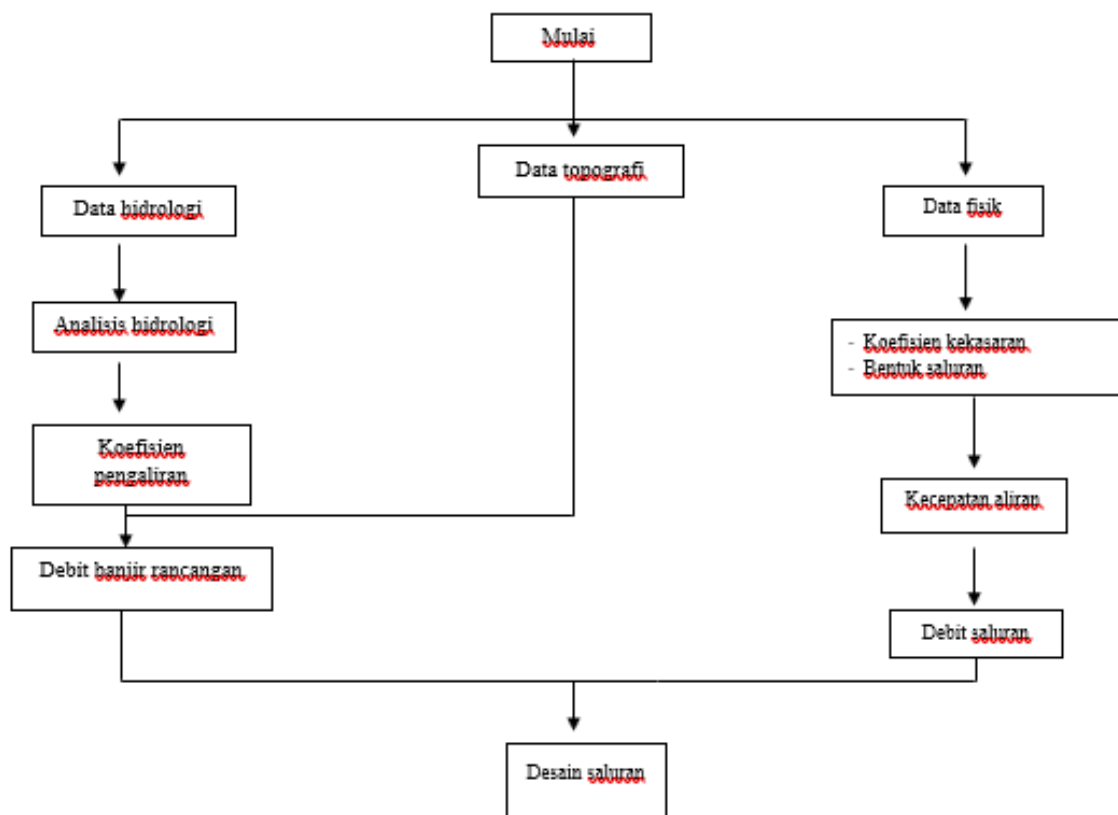 Mulai
Data topografi
Data hidrologi
Data fisik
Analisis hidrologi
- Koefisien kekasaran
- Bentuk saluran
Koefisien
pengaliran
Kecepatan aliran
Debit banjir rancangan
Debit saluran
Desain saluran